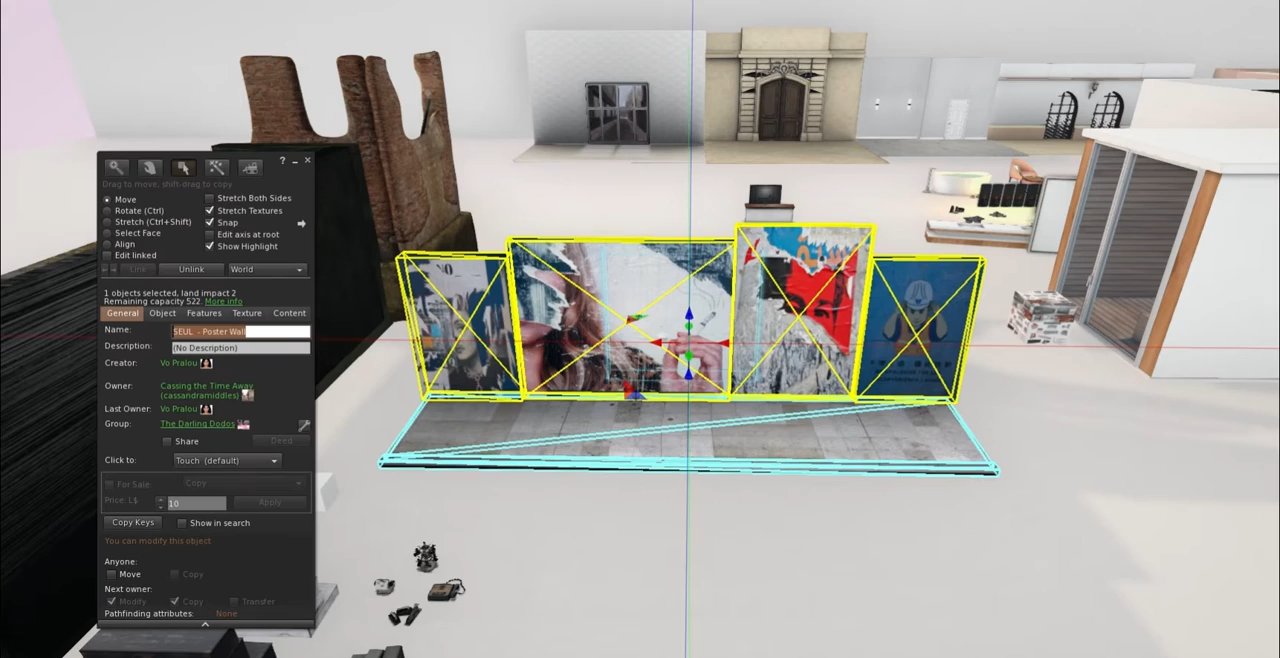 ? _ ×
Drag to move, shift-drag to copy
Move
Rotate (Ctrl)
Stretch (Ctrl+Shift)
Select Face
Align
Edit linked
Stretch Both Sides
Stretch Textures
Snap
Edit axis at root
Show Highlight
Link Unlink World
1 objects selected, land impact 2
Remaining capacity 522. More info
General Object Features Texture Content
Name: SEUL - Poster Wall
Description: (No Description)
Creator: Vo Pralou
Owner: Cassing the Time Away
(cassandramiddles)
Last Owner: Vo Pralou
Group: The Darling Dodos
Share Deed
Click to: Touch (default)
For Sale: Copy
Price: L$ 10 Apply
Copy Keys Show in search
You can modify this object
Anyone:
Move Copy
Next owner:
Modify Copy Transfer
Pathfinding attributes: None
NO